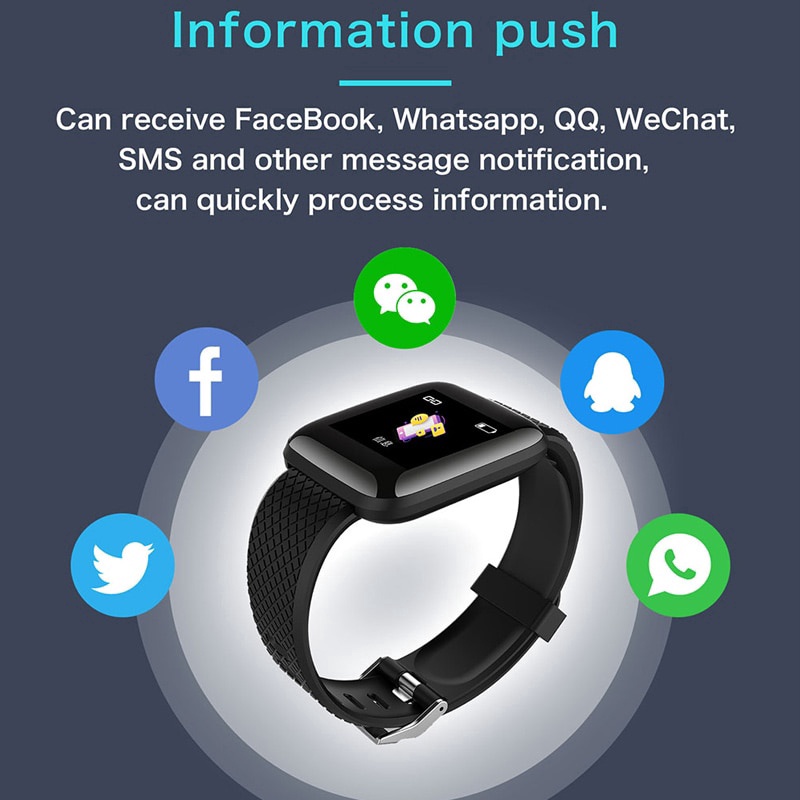 Information push
Can receive FaceBook, Whatsapp, QQ, WeChat,
SMS and other message notification,
can quickly process information.